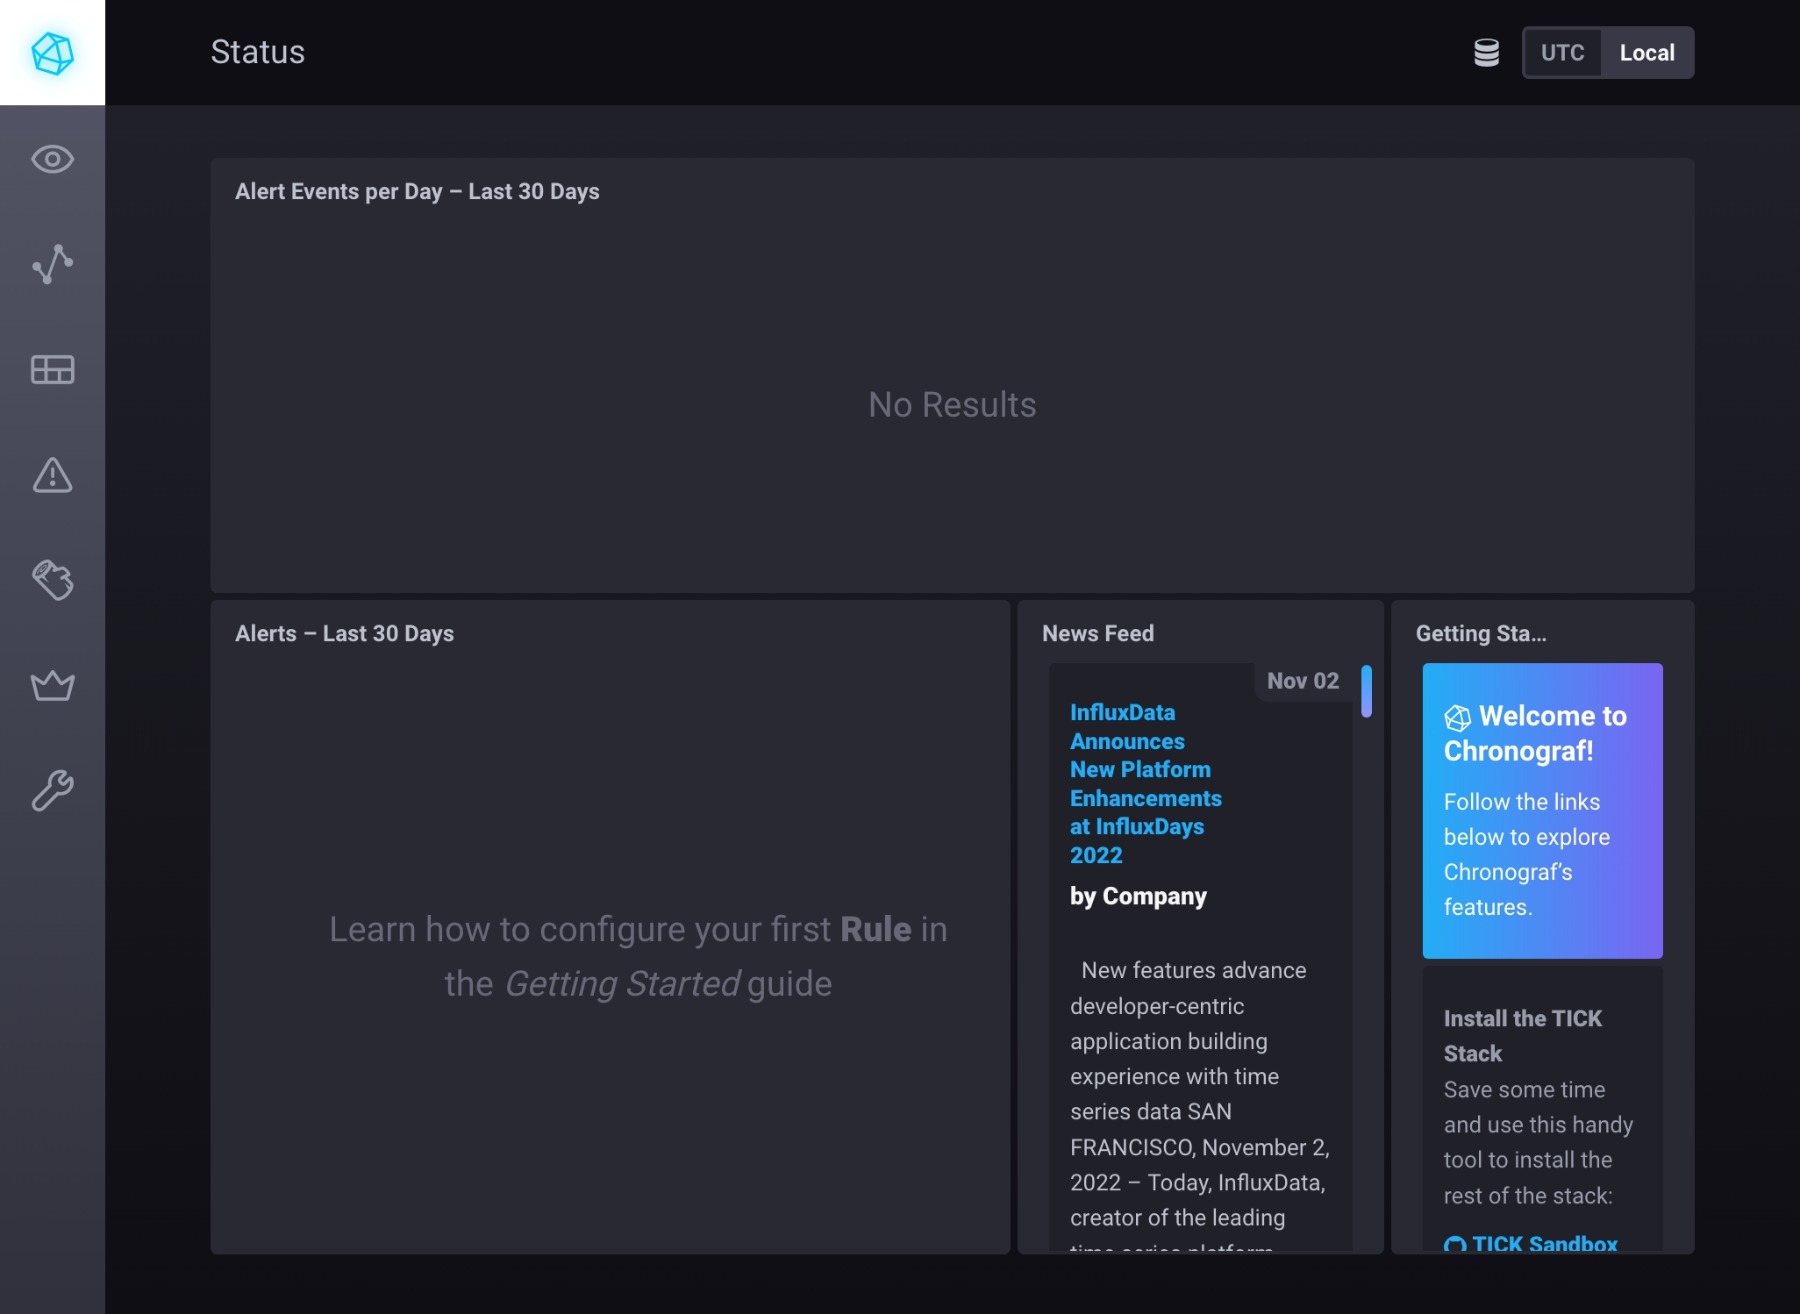 Status
UTC
Local
Alert Events per Day – Last 30 Days
No Results
Alerts – Last 30 Days
Learn how to configure your first Rule in
the Getting Started guide
News Feed
Nov 02
InfluxData
Announces
New Platform
Enhancements
at InfluxDays
2022
by Company
New features advance
developer-centric
application building
experience with time
series data SAN
FRANCISCO, November 2,
2022 – Today, InfluxData,
creator of the leading
time series platform
Getting Sta...
Welcome to
Chronograf!
Follow the links
below to explore
Chronograf’s
features.
Install the TICK
Stack
Save some time
and use this handy
tool to install the
rest of the stack:
TICK Sandbox